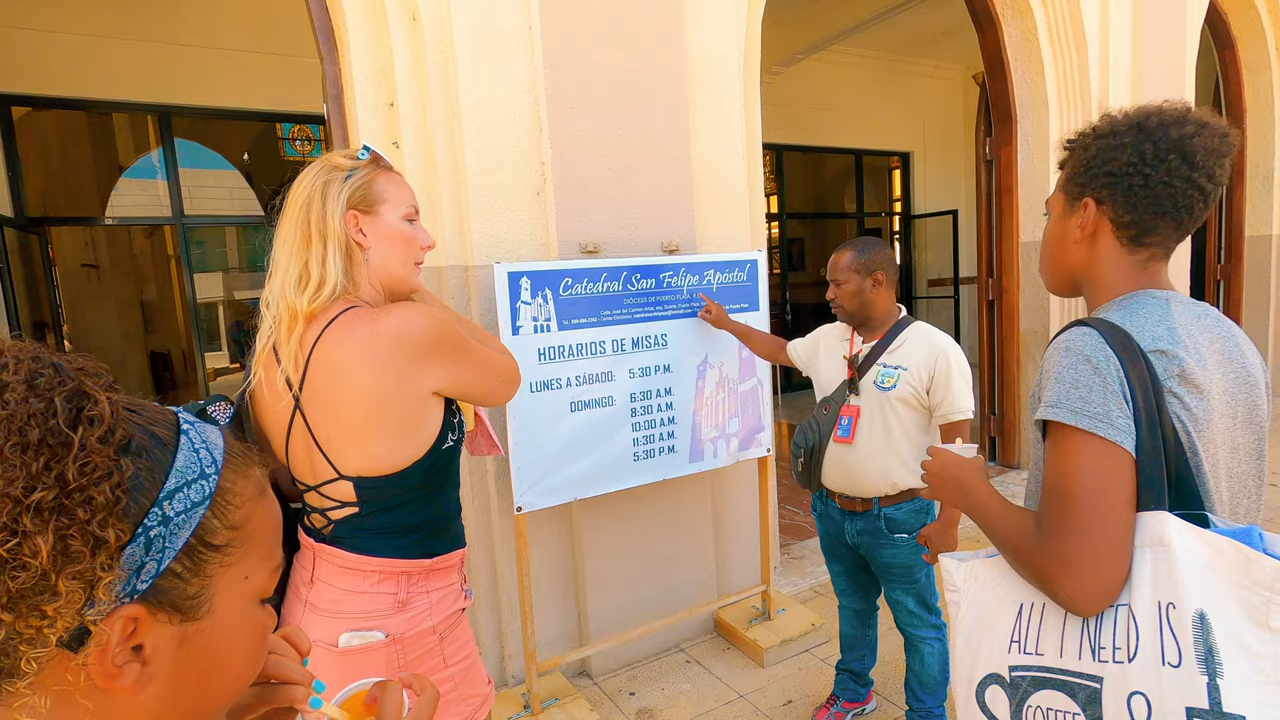 Catedral San Felipe Apóstol
DIÓCESIS DE PUERTO PLATA, R.D.
HORARIOS DE MISAS
LUNES A SÁBADO: 5:30 P.M.
DOMINGO: 6:30 A.M.
8:30 A.M.
10:00 A.M.
11:30 A.M.
5:30 P.M.
ALL I NEED IS
COFFEE
&